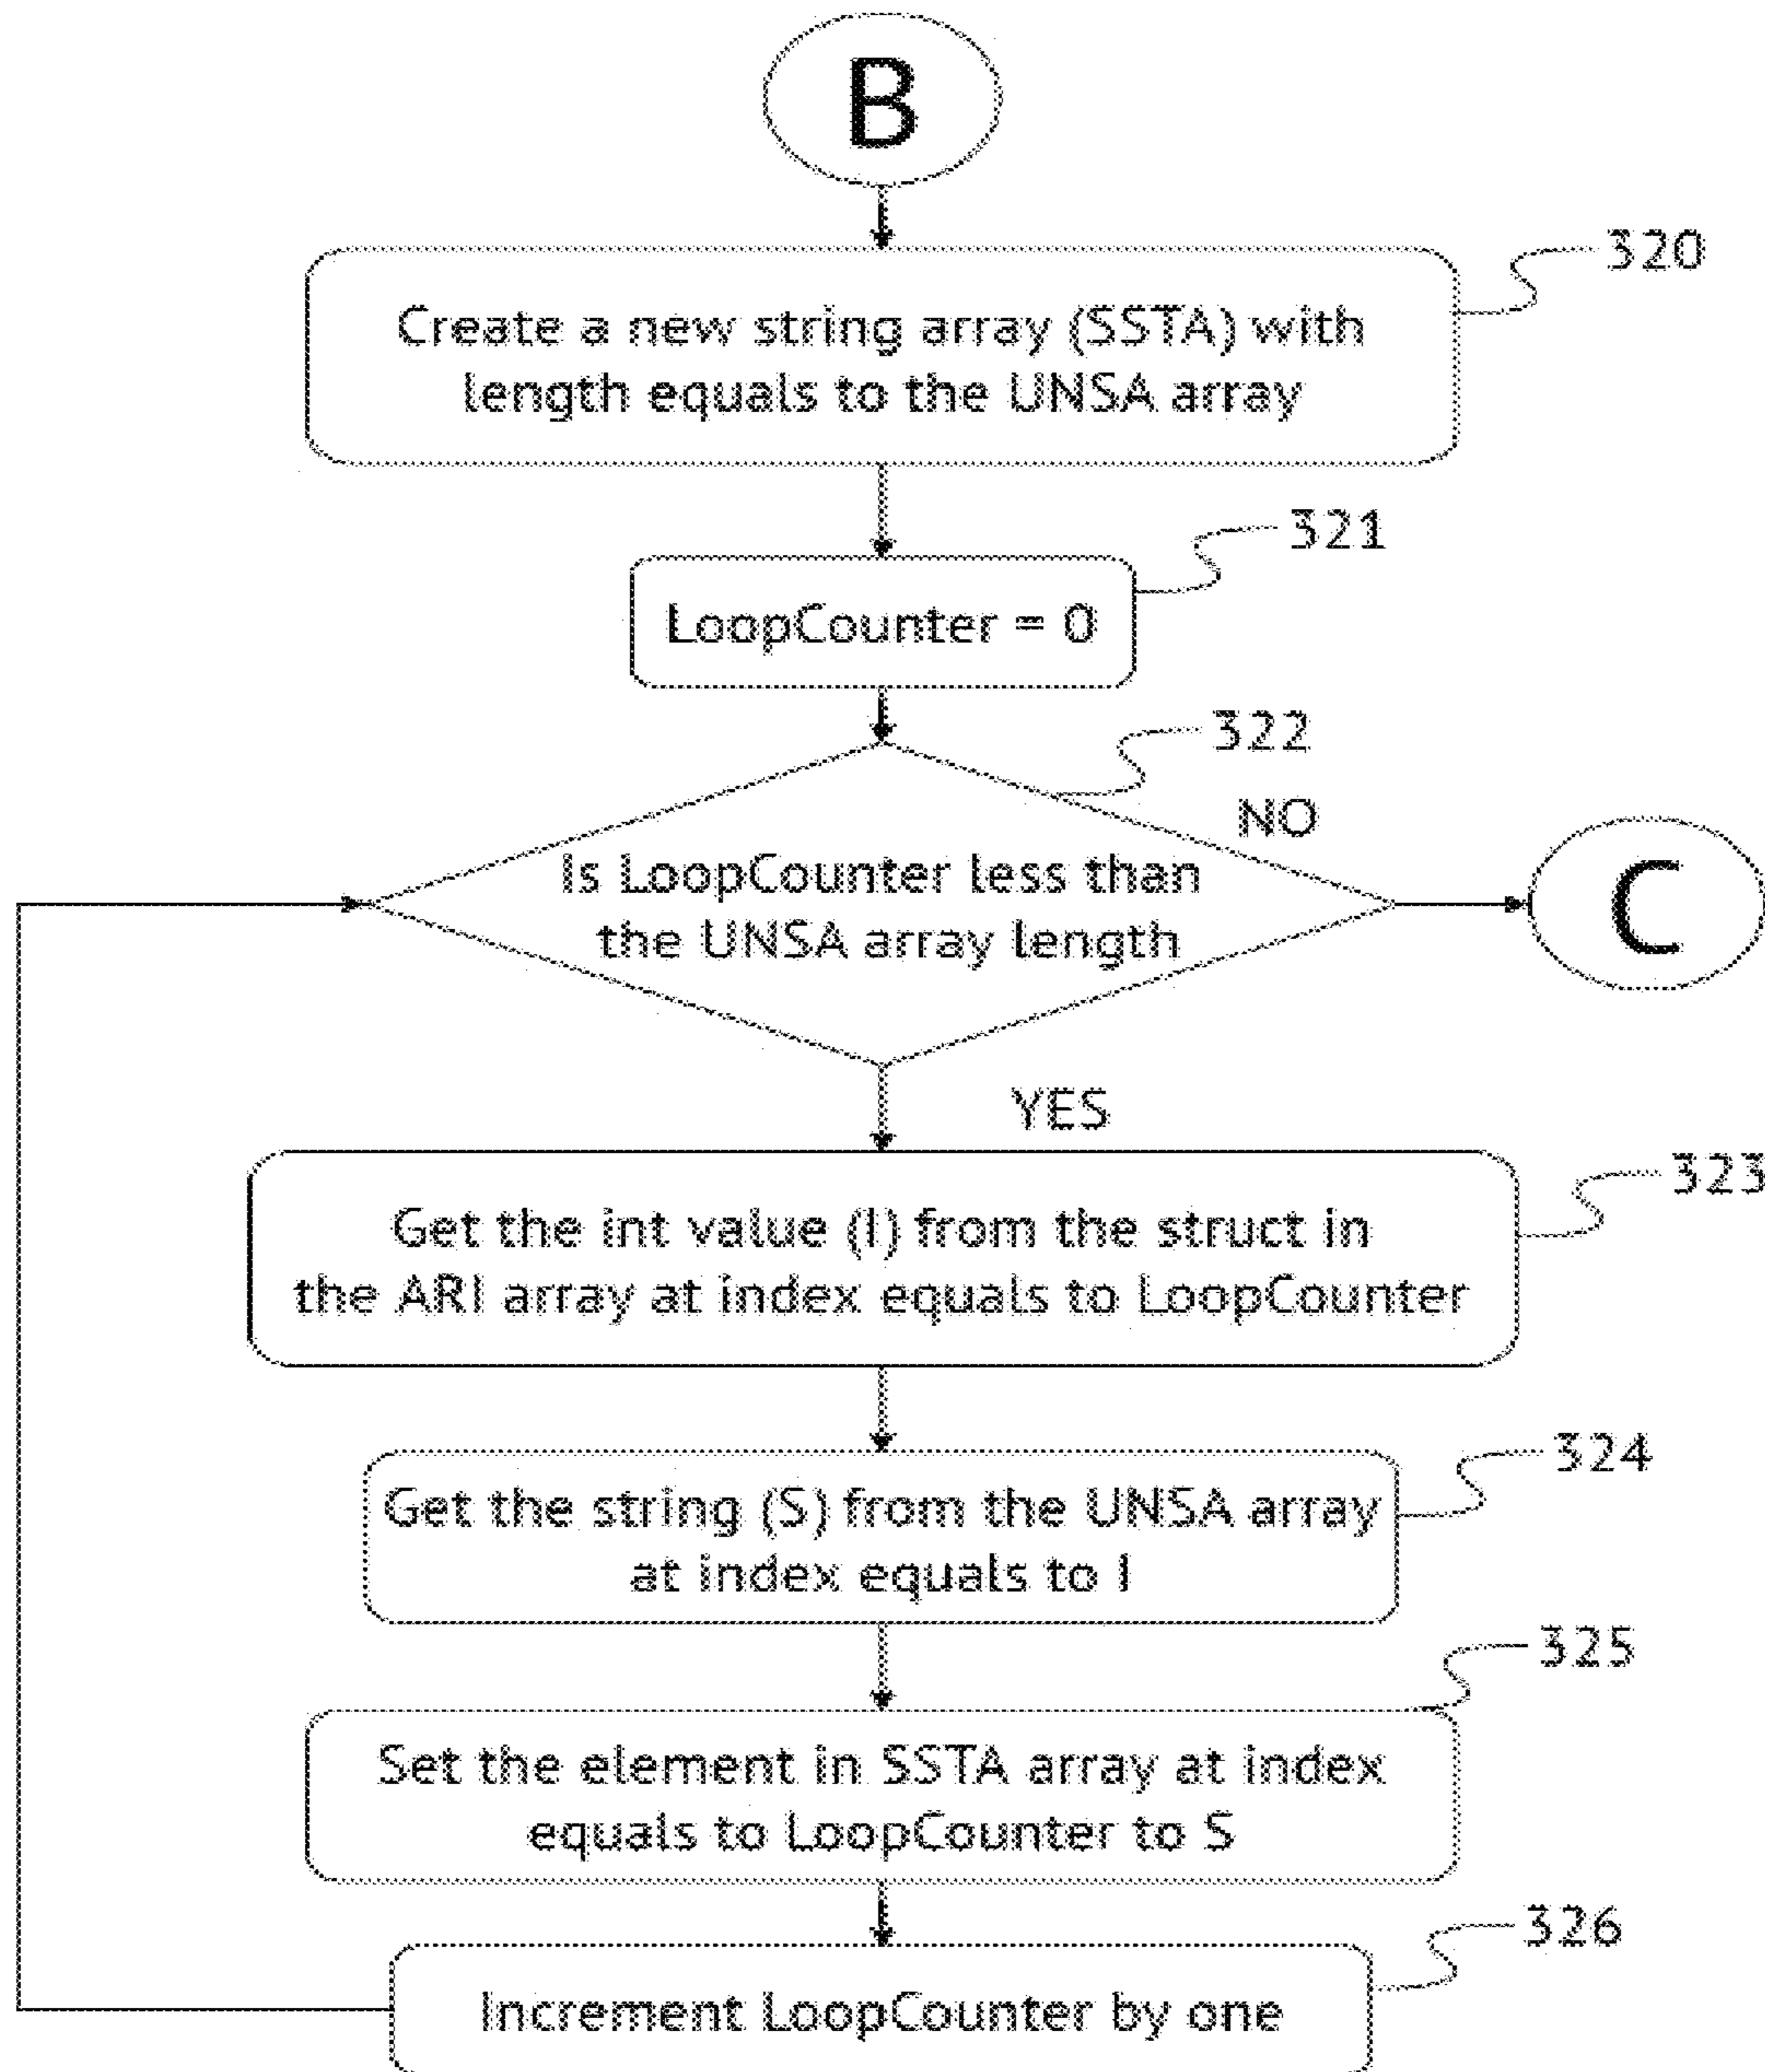 B
320
Create a new string array (SSTA) with
length equals to the UNSA array
321
LoopCounter = 0
322
NO
Is LoopCounter less than
the UNSA array length
C
YES
323
Get the int value (I) from the struct in
the ARI array at index equals to LoopCounter
324
Get the string (S) from the UNSA array
at index equals to I
325
Set the element in SSTA array at index
equals to LoopCounter to S
326
Increment LoopCounter by one